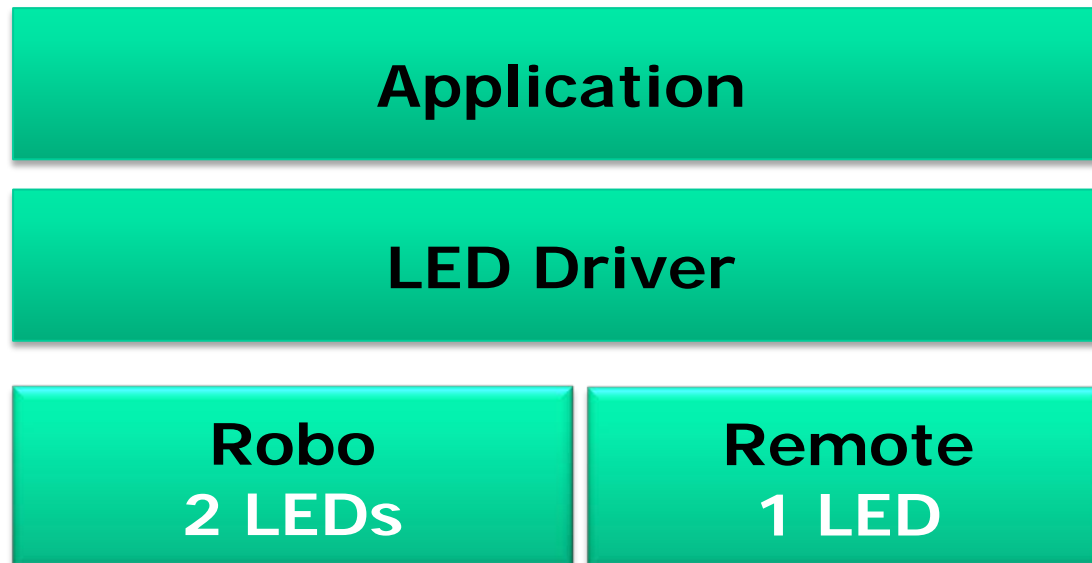 Application
LED Driver
Robo
2 LEDs
Remote
1 LED